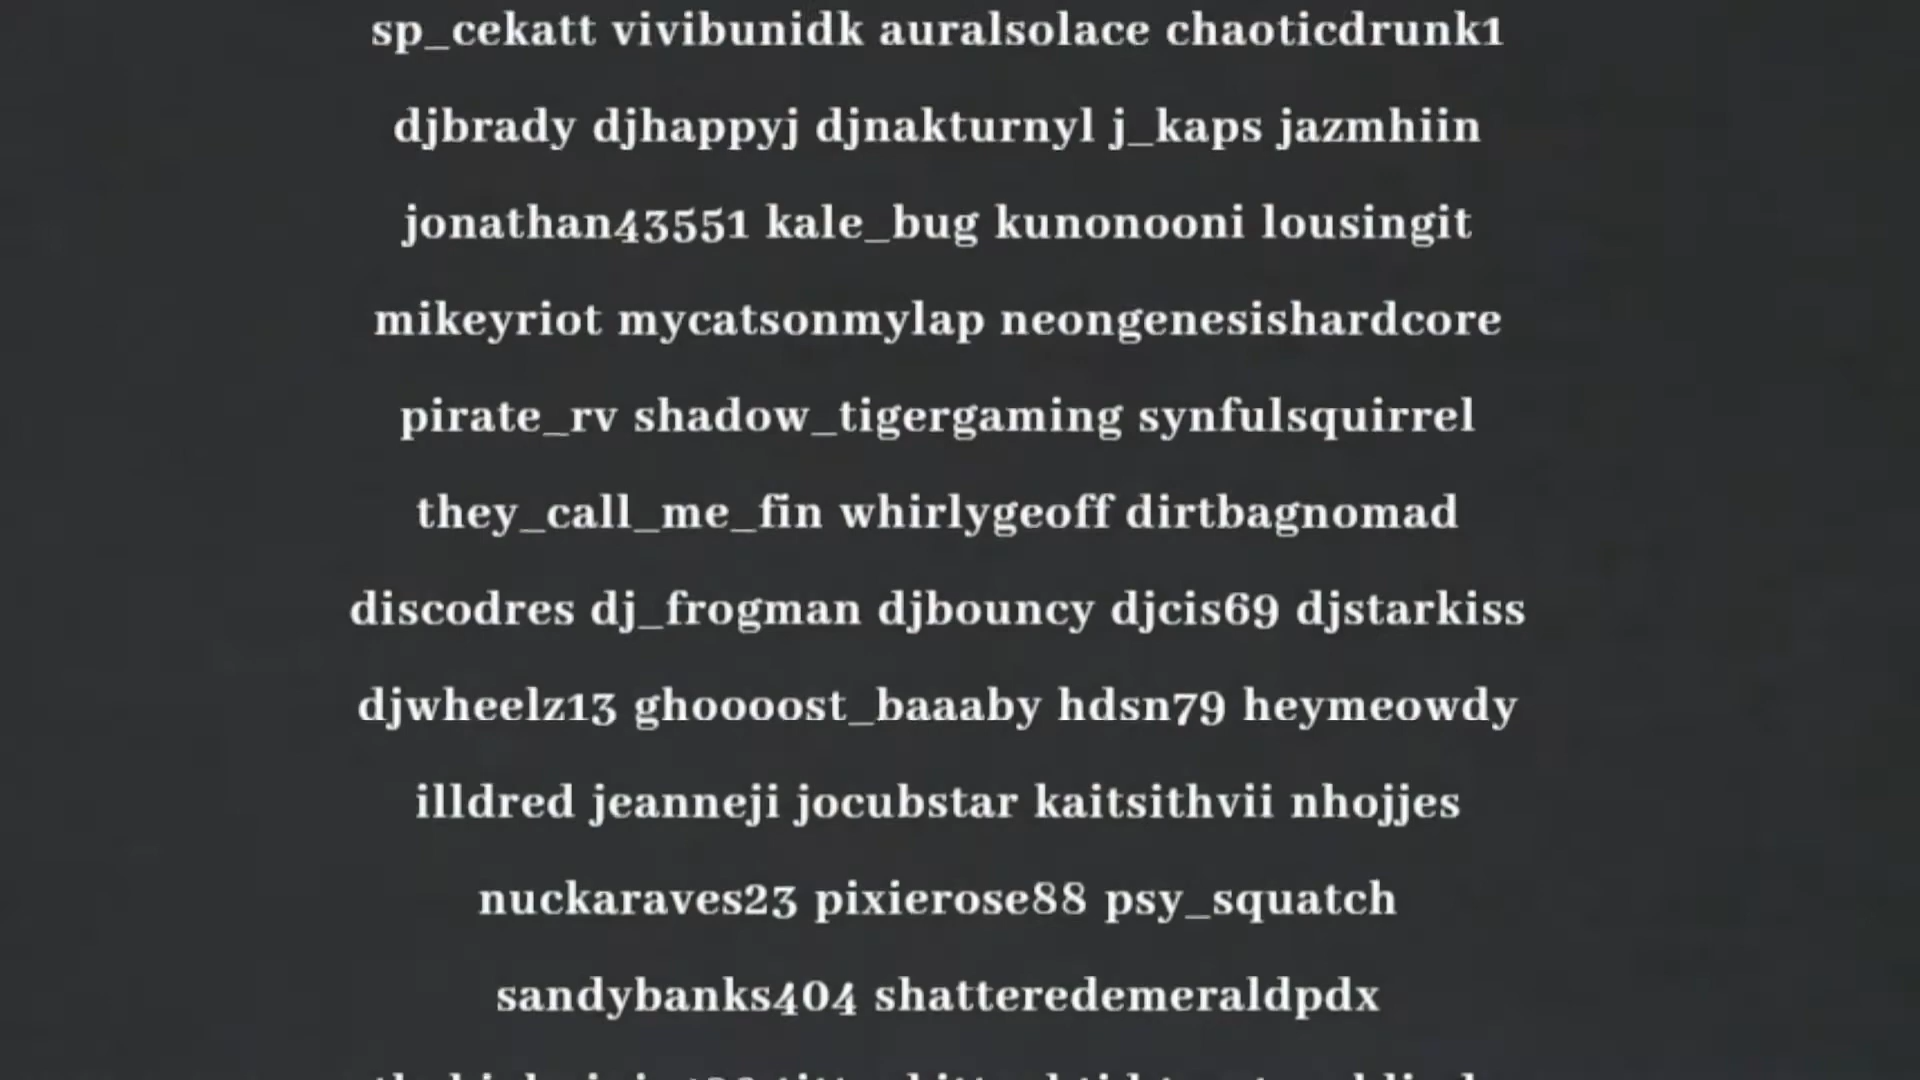 sp_cekatt vivibunidk auralsolace chaoticdrunk1
djbrady djhappyj djnakturnyl j_kaps jazmhiin
jonathan43551 kale_bug kunonooni lousingit
mikeyriot mycatsonmylap neongenesishardcore
pirate_rv shadow_tigergaming synfulsquirrel
they_call_me_fin whirlygeoff dirtbagnomad
discodres dj_frogman djbouncy djcis69 djstarkiss
djwheelz13 ghoooost_baaaby hdsn79 heymeowdy
illdred jeanneji jocubstar kaitsithvii nhojjes
nuckaraves23 pixierose88 psy_squatch
sandybanks404 shatteredemeraldpdx